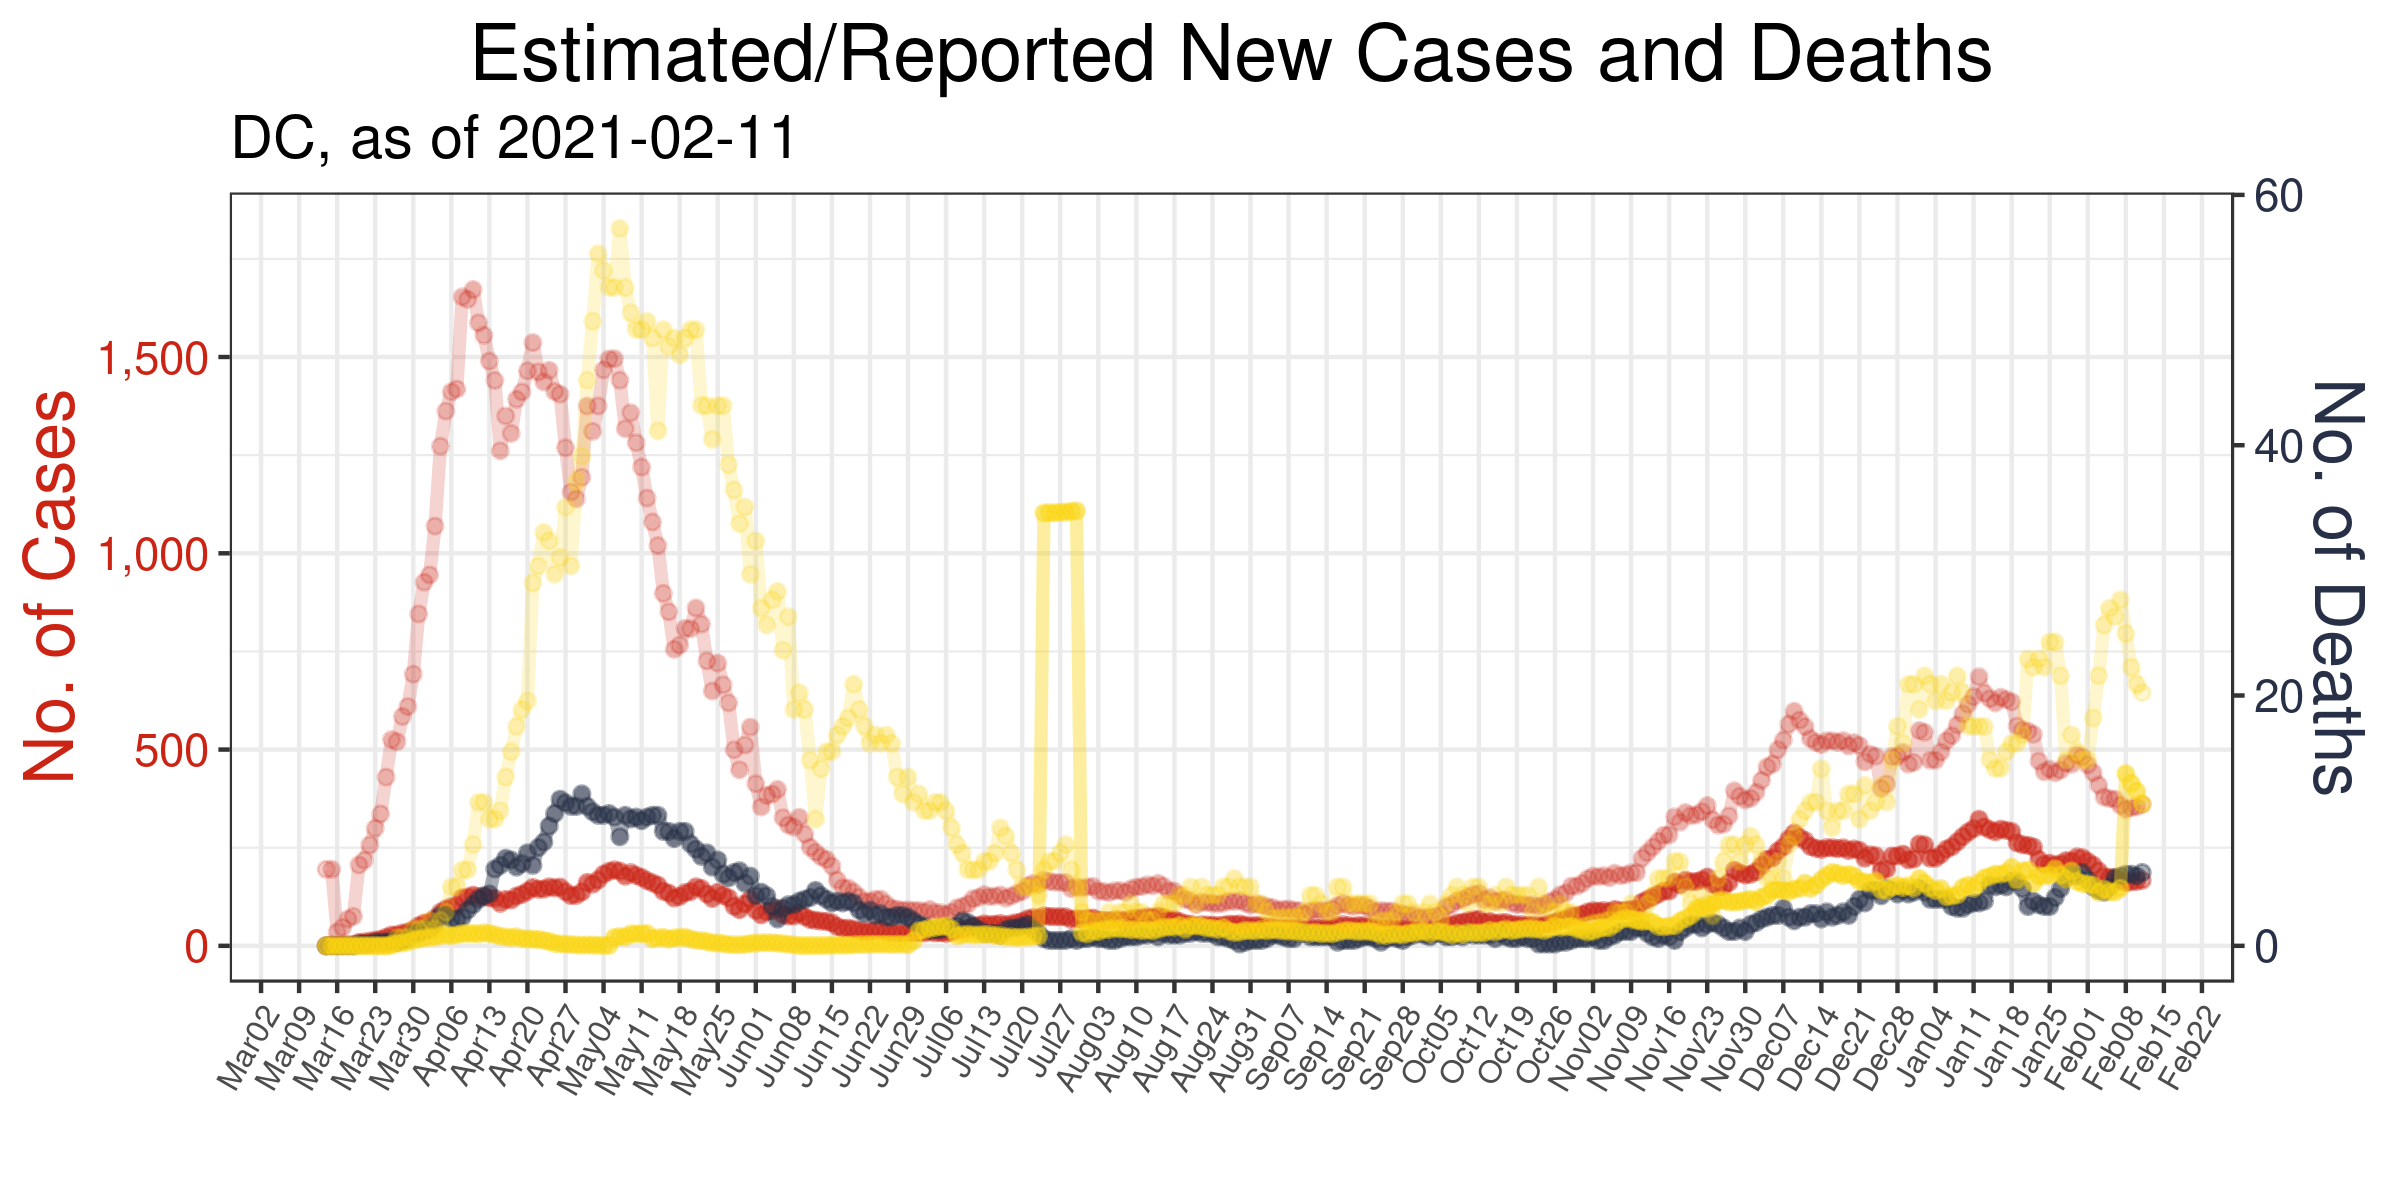 Estimated/Reported New Cases and Deaths
DC, as of 2021-02-11
No. of Cases
1,500
1,000
500
0
60
40
20
0
No. of Deaths
Mar02
Mar09
Mar16
Mar23
Mar30
Apr06
Apr13
Apr20
Apr27
May04
May11
May18
May25
Jun01
Jun08
Jun15
Jun22
Jun29
Jul06
Jul13
Jul20
Jul27
Aug03
Aug10
Aug17
Aug24
Aug31
Sep07
Sep14
Sep21
Sep28
Oct05
Oct12
Oct19
Oct26
Nov02
Nov09
Nov16
Nov23
Nov30
Dec07
Dec14
Dec21
Dec28
Jan04
Jan11
Jan18
Jan25
Feb01
Feb08
Feb15
Feb22